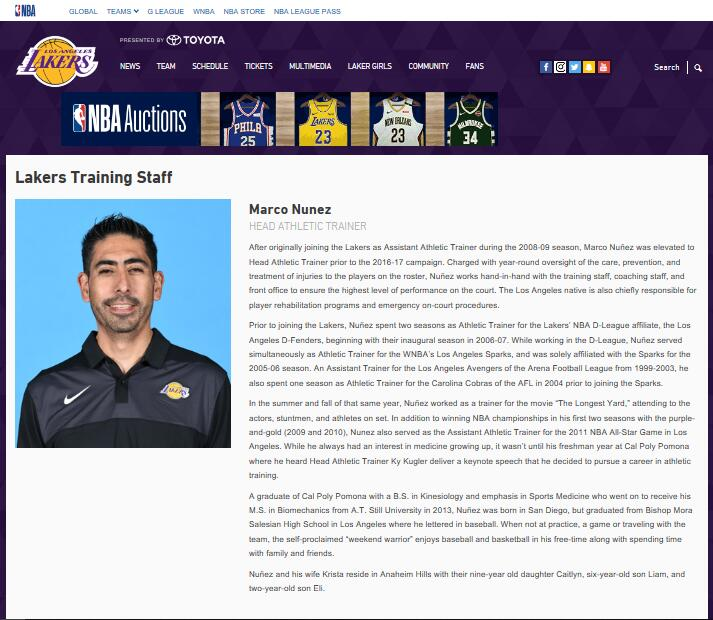 NBA
GLOBAL TEAMS G LEAGUE WNBA NBA STORE NBA LEAGUE PASS
PRESENTED BY TOYOTA
LOS ANGELES
LAKERS
NEWS TEAM SCHEDULE TICKETS MULTIMEDIA LAKER GIRLS COMMUNITY FANS
Search
NBA Auctions
PHILA
25
LAKERS
23
NEW ORLEANS
23
MILWAUKEE
34
Lakers Training Staff
LAKERS
Marco Nunez
HEAD ATHLETIC TRAINER
After originally joining the Lakers as Assistant Athletic Trainer during the 2008-09 season, Marco Nuñez was elevated to
Head Athletic Trainer prior to the 2016-17 campaign. Charged with year-round oversight of the care, prevention, and
treatment of injuries to the players on the roster, Nuñez works hand-in-hand with the training staff, coaching staff, and
front office to ensure the highest level of performance on the court. The Los Angeles native is also chiefly responsible for
player rehabilitation programs and emergency on-court procedures.
Prior to joining the Lakers, Nuñez spent two seasons as Athletic Trainer for the Lakers' NBA D-League affiliate, the Los
Angeles D-Fenders, beginning with their inaugural season in 2006-07. While working in the D-League, Nuñez served
simultaneously as Athletic Trainer for the WNBA's Los Angeles Sparks, and was solely affiliated with the Sparks for the
2005-06 season. An Assistant Trainer for the Los Angeles Avengers of the Arena Football League from 1999-2003, he
also spent one season as Athletic Trainer for the Carolina Cobras of the AFL in 2004 prior to joining the Sparks.
In the summer and fall of that same year, Nuñez worked as a trainer for the movie “The Longest Yard,” attending to the
actors, stuntmen, and athletes on set. In addition to winning NBA championships in his first two seasons with the purple-
and-gold (2009 and 2010), Nunez also served as the Assistant Athletic Trainer for the 2011 NBA All-Star Game in Los
Angeles. While he always had an interest in medicine growing up, it wasn't until his freshman year at Cal Poly Pomona
where he heard Head Athletic Trainer Ky Kugler deliver a keynote speech that he decided to pursue a career in athletic
training.
A graduate of Cal Poly Pomona with a B.S. in Kinesiology and emphasis in Sports Medicine who went on to receive his
M.S. in Biomechanics from A.T. Still University in 2013, Nuñez was born in San Diego, but graduated from Bishop Mora
Salesian High School in Los Angeles where he lettered in baseball. When not at practice, a game or traveling with the
team, the self-proclaimed “weekend warrior” enjoys baseball and basketball in his free-time along with spending time
with family and friends.
Nuñez and his wife Krista reside in Anaheim Hills with their nine-year old daughter Caitlyn, six-year-old son Liam, and
two-year-old son Eli.